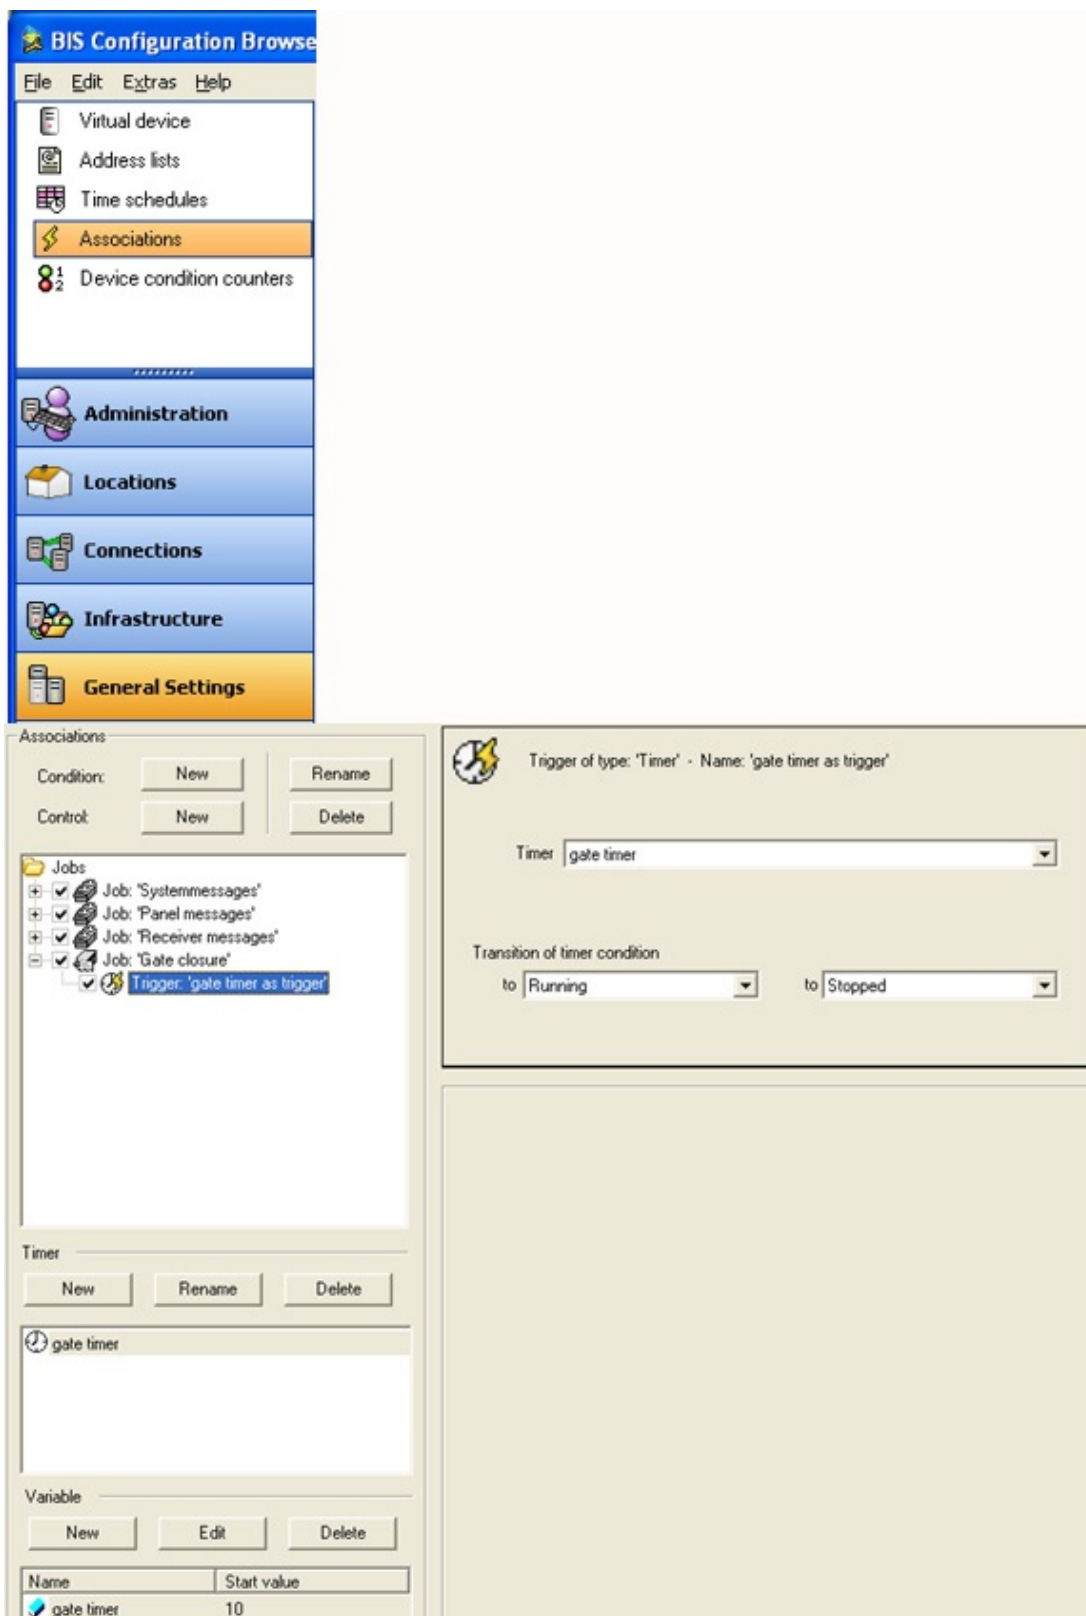 BIS Configuration Browse
File Edit Extras Help
Virtual device
Address lists
Time schedules
Associations
1 2 Device condition counters
Administration
Locations
Connections
Infrastructure
General Settings
Associations
Condition: New Rename
Control: New Delete
Jobs
Job: 'Systemmessages'
Job: 'Panel messages'
Job: 'Receiver messages'
Job: 'Gate closure'
Trigger: 'gate timer as trigger'
Timer
New Rename Delete
gate timer
Variable
New Edit Delete
Name Start value
gate timer 10
Trigger of type: 'Timer' - Name: 'gate timer as trigger'
Timer gate timer
Transition of timer condition
to Running to Stopped